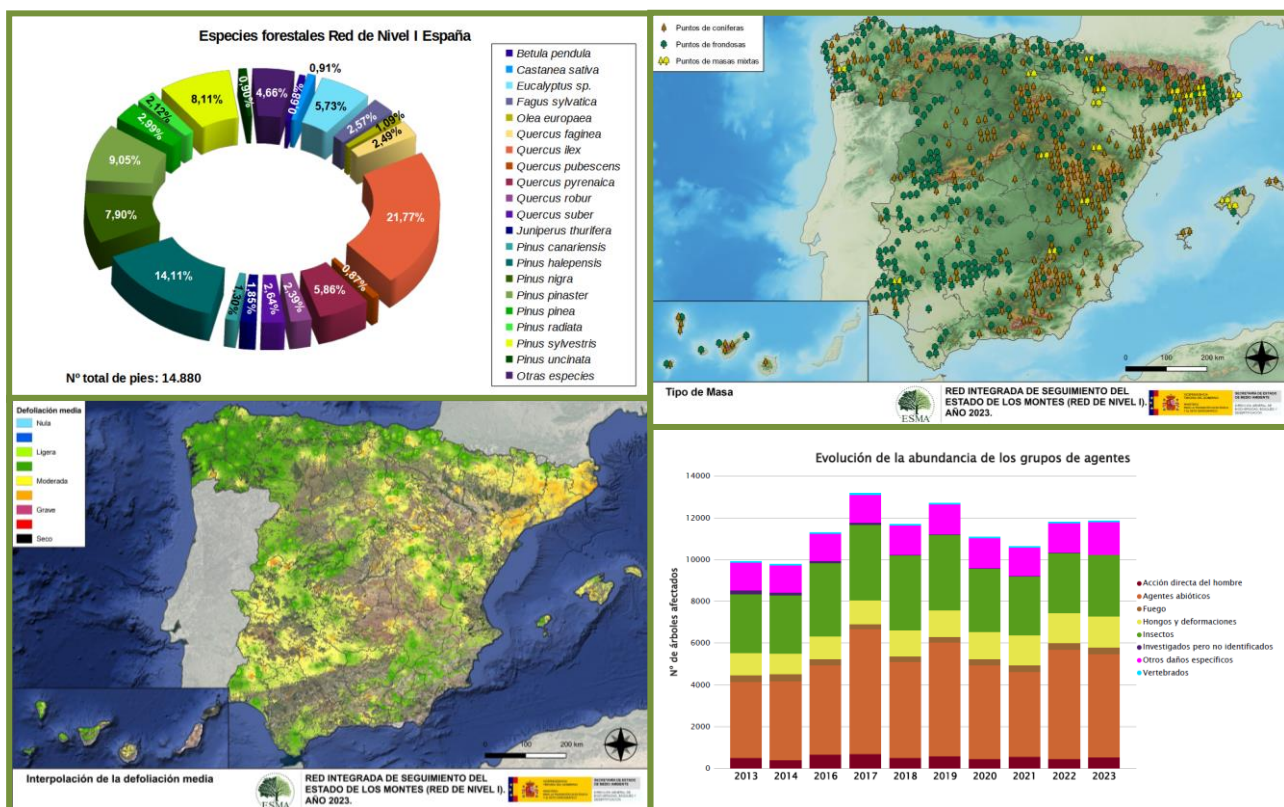 Especies forestales Red de Nivel I España
0,91%
0,68%
5,73%
2,57%
1,09%
2,49%
21,77%
0,87%
5,86%
2,39%
2,64%
1,85%
1,30%
14,11%
7,90%
9,05%
2,99%
2,12%
8,11%
0,90%
4,66%
Betula pendula
Castanea sativa
Eucalyptus sp.
Fagus sylvatica
Olea europaea
Quercus faginea
Quercus ilex
Quercus pubescens
Quercus pyrenaica
Quercus robur
Quercus suber
Juniperus thurifera
Pinus canariensis
Pinus halepensis
Pinus nigra
Pinus pinaster
Pinus pinea
Pinus radiata
Pinus sylvestris
Pinus uncinata
Otras especies
Nº total de pies: 14.880
Puntos de coníferas
Puntos de frondosas
Puntos de masas mixtas
0 100 200 km
Tipo de Masa
ESMA
RED INTEGRADA DE SEGUIMIENTO DEL
ESTADO DE LOS MONTES (RED DE NIVEL I).
AÑO 2023.
Defoliación media
Nula
Ligera
Moderada
Grave
Seco
0 100 200 km
Interpolación de la defoliación media
ESMA
RED INTEGRADA DE SEGUIMIENTO DEL
ESTADO DE LOS MONTES (RED DE NIVEL I).
AÑO 2023.
Evolución de la abundancia de los grupos de agentes
Nº de árboles afectados
14000
12000
10000
8000
6000
4000
2000
0
2013 2014 2016 2017 2018 2019 2020 2021 2022 2023
Acción directa del hombre
Agentes abióticos
Fuego
Hongos y deformaciones
Insectos
Investigados pero no identificados
Otros daños específicos
Vertebrados